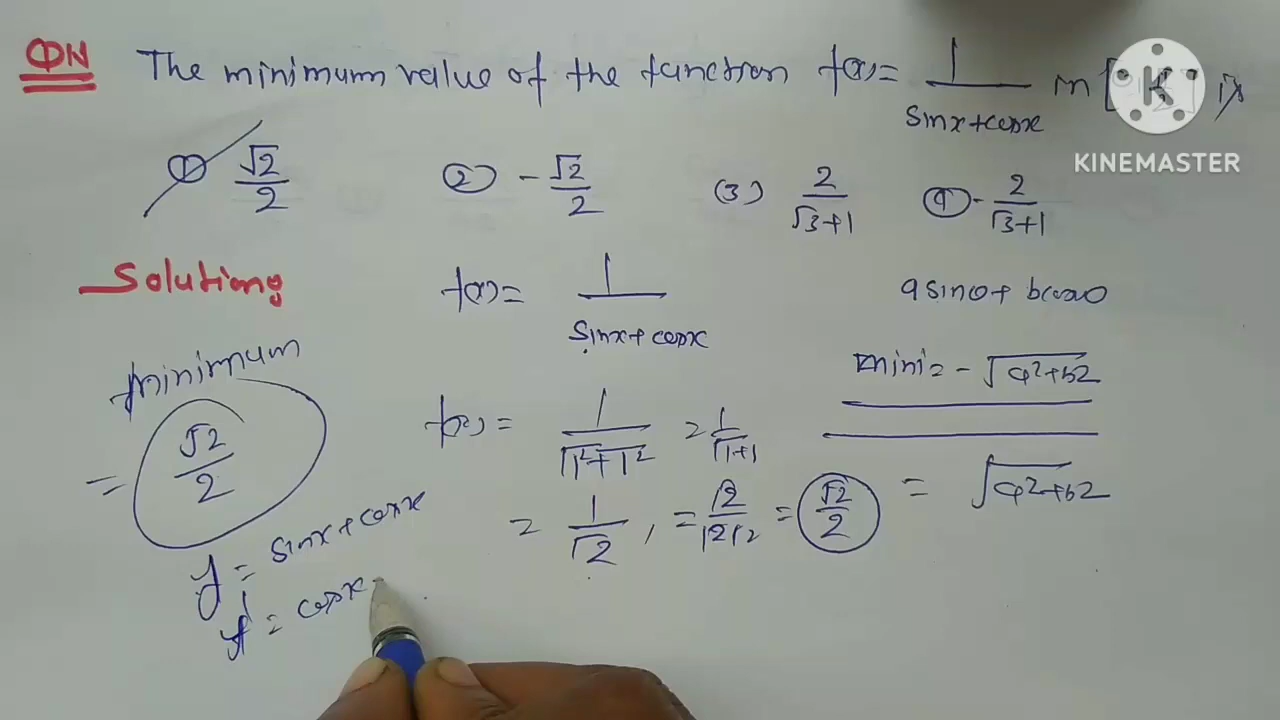 QN The minimum value of the function f(x) = 1/(sinx+cosx) in [ ] is
① √2/2 ② -√2/2 (3) 2/(√3+1) ④ -2/(√3+1)
Solution:
f(x) = 1/(sinx+cosx)
a sinθ + b cosθ
mini = -√(a²+b2)
= √(a²+b2)
f(x) = 1/√(1²+1²) = 1/√(1+1)
= 1/√2, = √2/(√2√2) = √2/2
minimum
= √2/2
y = sinx+cosx
y' = cosx
K
KINEMASTER